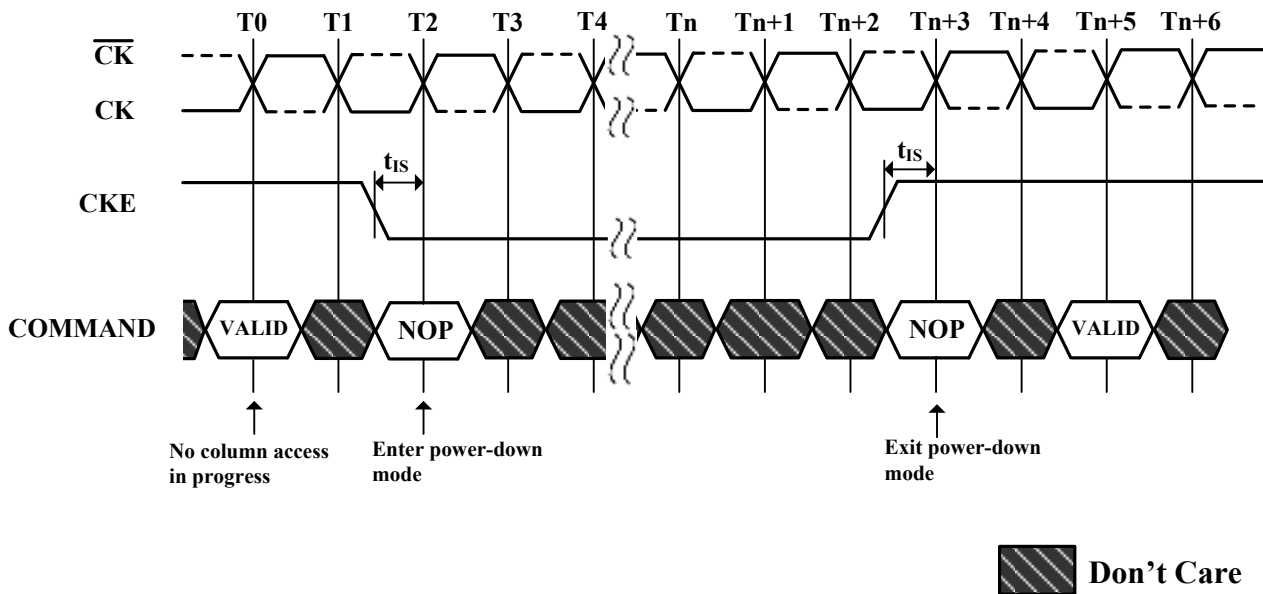 T0 T1 T2 T3 T4 Tn Tn+1 Tn+2 Tn+3 Tn+4 Tn+5 Tn+6
CK
CK
tIS tIS
CKE
COMMAND VALID NOP NOP VALID
No column access
in progress
Enter power-down
mode
Exit power-down
mode
Don't Care